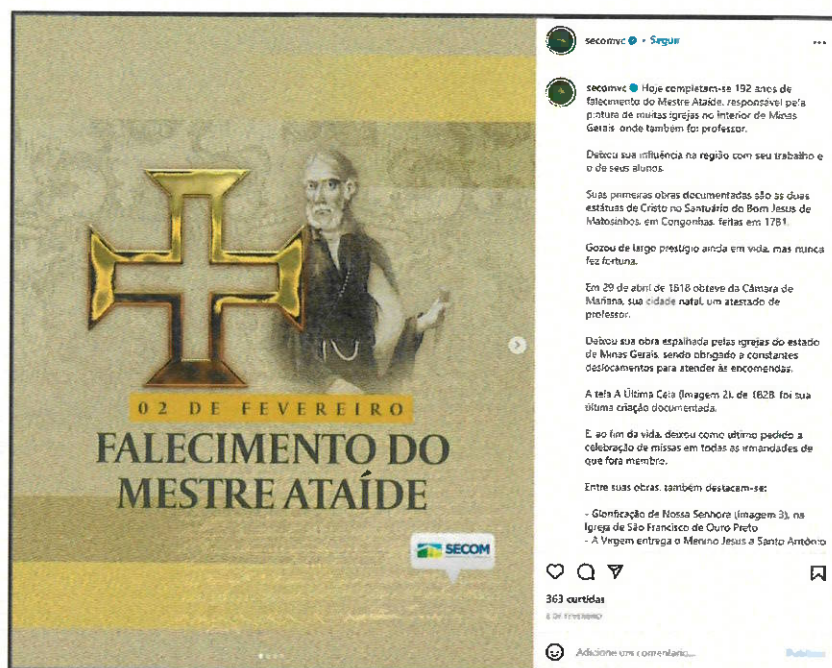 02 DE FEVEREIRO
FALECIMENTO DO
MESTRE ATAÍDE
SECOM
secomvc • Seguir
secomvc Hoje completam-se 192 anos de
falecimento do Mestre Ataíde, responsável pela
pintura de muitas igrejas no interior de Minas
Gerais, onde também foi professor.
Deixou sua influência na região com seu trabalho e
o de seus alunos.
Suas primeiras obras documentadas são as duas
estátuas de Cristo no Santuário do Bom Jesus de
Matosinhos, em Congonhas, feitas em 1781.
Gozou de largo prestígio ainda em vida, mas nunca
fez fortuna.
Em 29 de abril de 1818 obteve da Câmara de
Mariana, sua cidade natal, um atestado de
professor.
Deixou sua obra espalhada pelas igrejas do estado
de Minas Gerais, sendo obrigado a constantes
deslocamentos para atender às encomendas.
A tela A Última Ceia (Imagem 2), de 1828, foi sua
última criação documentada.
E, ao fim da vida, deixou como último pedido a
celebração de missas em todas as irmandades de
que fora membro.
Entre suas obras, também destacam-se:
- Glorificação de Nossa Senhora (imagem 3), na
Igreja de São Francisco de Ouro Preto
- A Virgem entrega o Menino Jesus a Santo Antônio
363 curtidas
2 DE FEVEREIRO
Adicione um comentário...
Publicar